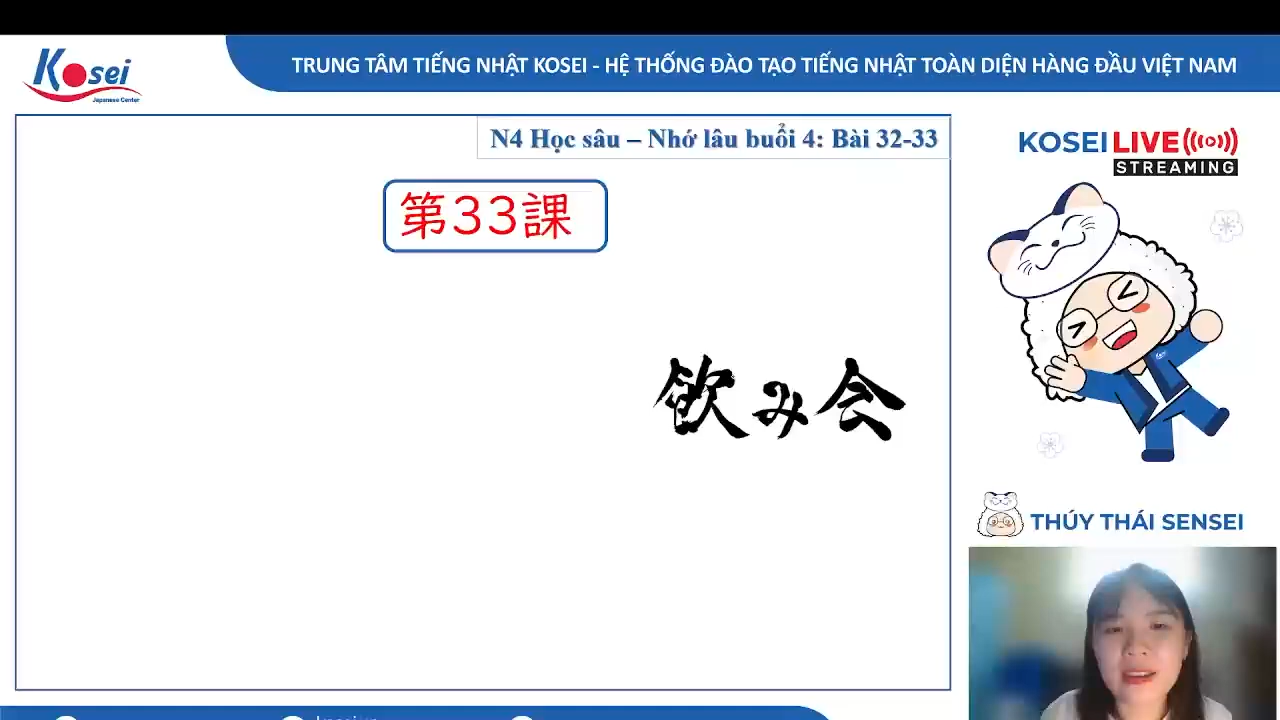 Kosei
Japanese Center
TRUNG TÂM TIẾNG NHẬT KOSEI - HỆ THỐNG ĐÀO TẠO TIẾNG NHẬT TOÀN DIỆN HÀNG ĐẦU VIỆT NAM
N4 Học sâu – Nhớ lâu buổi 4: Bài 32-33
第33課
飲み会
KOSEI LIVE
STREAMING
THÚY THÁI SENSEI